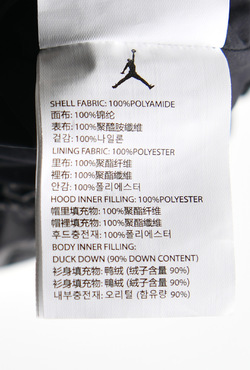 SHELL FABRIC: 100%POLYAMIDE
面布: 100%锦纶
表布: 100%聚醯胺纖維
겉감: 100%나일론
LINING FABRIC: 100%POLYESTER
里布: 100%聚酯纤维
裡布: 100%聚酯纖維
안감: 100%폴리에스터
HOOD INNER FILLING: 100%POLYESTER
帽里填充物: 100%聚酯纤维
帽裡填充物: 100%聚酯纖維
후드충전재: 100%폴리에스터
BODY INNER FILLING:
DUCK DOWN (90% DOWN CONTENT)
衫身填充物: 鸭绒 (绒子含量 90%)
衫身填充物: 鴨絨 (絨子含量 90%)
내부충전재: 오리털 (함유량 90%)